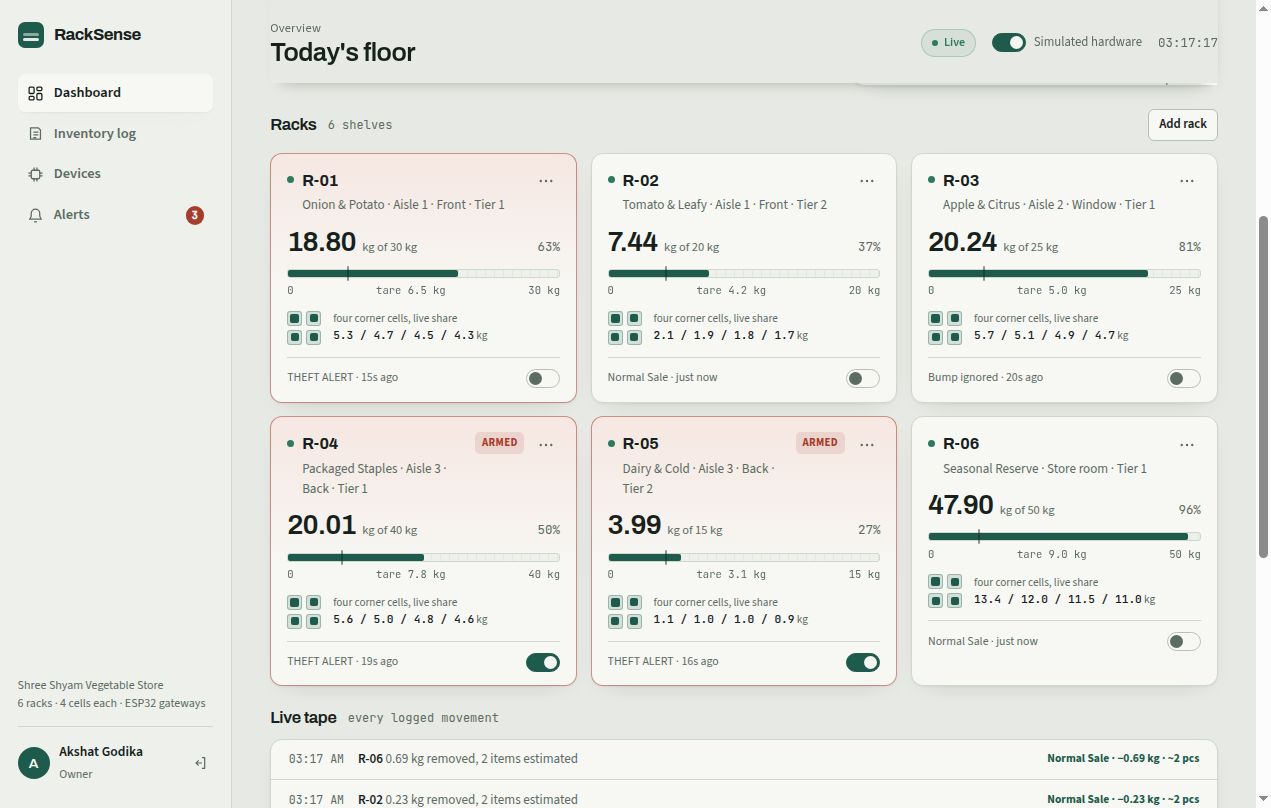 RackSense
Dashboard
Inventory log
Devices
Alerts
3
Shree Shyam Vegetable Store
6 racks · 4 cells each · ESP32 gateways
A
Akshat Godika
Owner
Overview
Today's floor
Live
Simulated hardware
03:17:17
Racks
6 shelves
Add rack
R-01
···
Onion & Potato · Aisle 1 · Front · Tier 1
18.80 kg of 30 kg
63%
0
tare 6.5 kg
30 kg
four corner cells, live share
5.3 / 4.7 / 4.5 / 4.3 kg
THEFT ALERT · 15s ago
R-02
···
Tomato & Leafy · Aisle 1 · Front · Tier 2
7.44 kg of 20 kg
37%
0
tare 4.2 kg
20 kg
four corner cells, live share
2.1 / 1.9 / 1.8 / 1.7 kg
Normal Sale · just now
R-03
···
Apple & Citrus · Aisle 2 · Window · Tier 1
20.24 kg of 25 kg
81%
0
tare 5.0 kg
25 kg
four corner cells, live share
5.7 / 5.1 / 4.9 / 4.7 kg
Bump ignored · 20s ago
R-04
ARMED
···
Packaged Staples · Aisle 3 ·
Back · Tier 1
20.01 kg of 40 kg
50%
0
tare 7.8 kg
40 kg
four corner cells, live share
5.6 / 5.0 / 4.8 / 4.6 kg
THEFT ALERT · 19s ago
R-05
ARMED
···
Dairy & Cold · Aisle 3 · Back ·
Tier 2
3.99 kg of 15 kg
27%
0
tare 3.1 kg
15 kg
four corner cells, live share
1.1 / 1.0 / 1.0 / 0.9 kg
THEFT ALERT · 16s ago
R-06
···
Seasonal Reserve · Store room · Tier 1
47.90 kg of 50 kg
96%
0
tare 9.0 kg
50 kg
four corner cells, live share
13.4 / 12.0 / 11.5 / 11.0 kg
Normal Sale · just now
Live tape
every logged movement
03:17 AM
R-06 0.69 kg removed, 2 items estimated
Normal Sale · −0.69 kg · ~2 pcs
03:17 AM
R-02 0.23 kg removed, 2 items estimated
Normal Sale · −0.23 kg · ~2 pcs